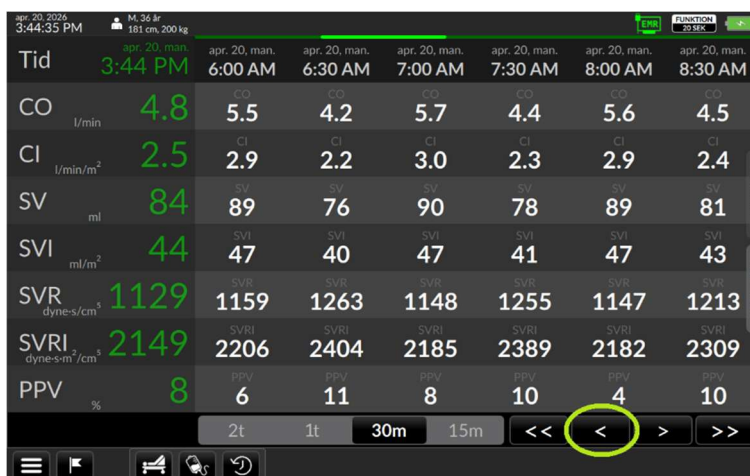 apr. 20, 2026
3:44:35 PM
M, 36 år
181 cm, 200 kg
EMR
FUNKTION
20 SEK
Tid
apr. 20, man.
3:44 PM
apr. 20, man. apr. 20, man. apr. 20, man. apr. 20, man. apr. 20, man. apr. 20, man.
6:00 AM 6:30 AM 7:00 AM 7:30 AM 8:00 AM 8:30 AM
CO l/min 4.8
CO CO CO CO CO CO
5.5 4.2 5.7 4.4 5.6 4.5
CI l/min/m² 2.5
CI CI CI CI CI CI
2.9 2.2 3.0 2.3 2.9 2.4
SV ml 84
SV SV SV SV SV SV
89 76 90 78 89 81
SVI ml/m² 44
SVI SVI SVI SVI SVI SVI
47 40 47 41 47 43
SVR dyne·s/cm⁵ 1129
SVR SVR SVR SVR SVR SVR
1159 1263 1148 1255 1147 1213
SVRI dyne·s·m²/cm⁵ 2149
SVRI SVRI SVRI SVRI SVRI SVRI
2206 2404 2185 2389 2182 2309
PPV % 8
PPV PPV PPV PPV PPV PPV
6 11 8 10 4 10
2t 1t 30m 15m << < > >>